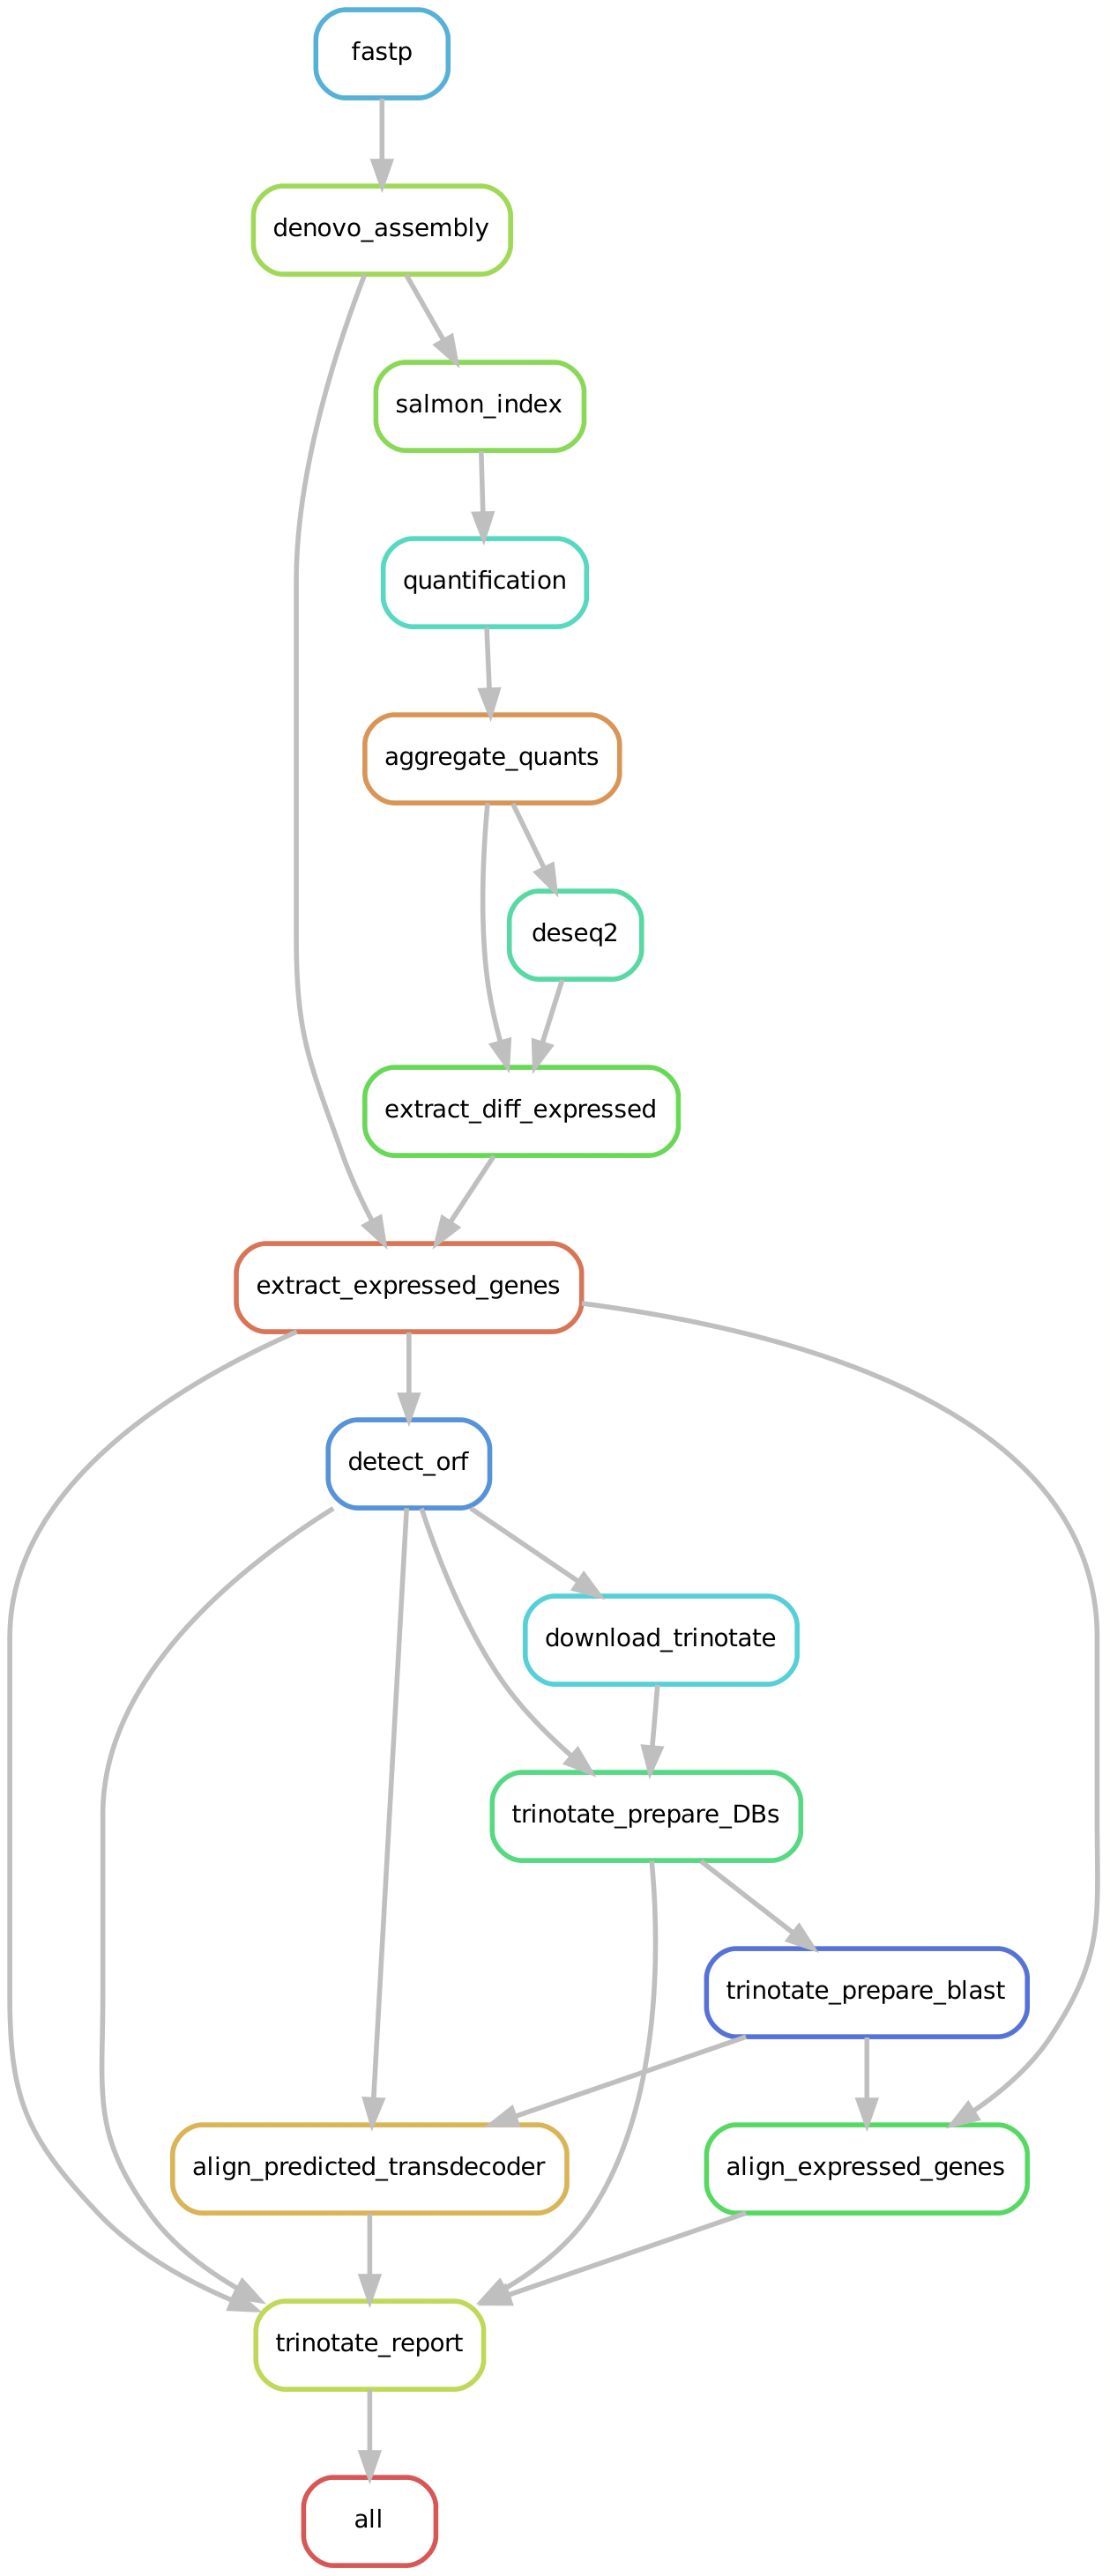 fastp
denovo_assembly
salmon_index
quantification
aggregate_quants
deseq2
extract_diff_expressed
extract_expressed_genes
detect_orf
download_trinotate
trinotate_prepare_DBs
trinotate_prepare_blast
align_predicted_transdecoder
align_expressed_genes
trinotate_report
all